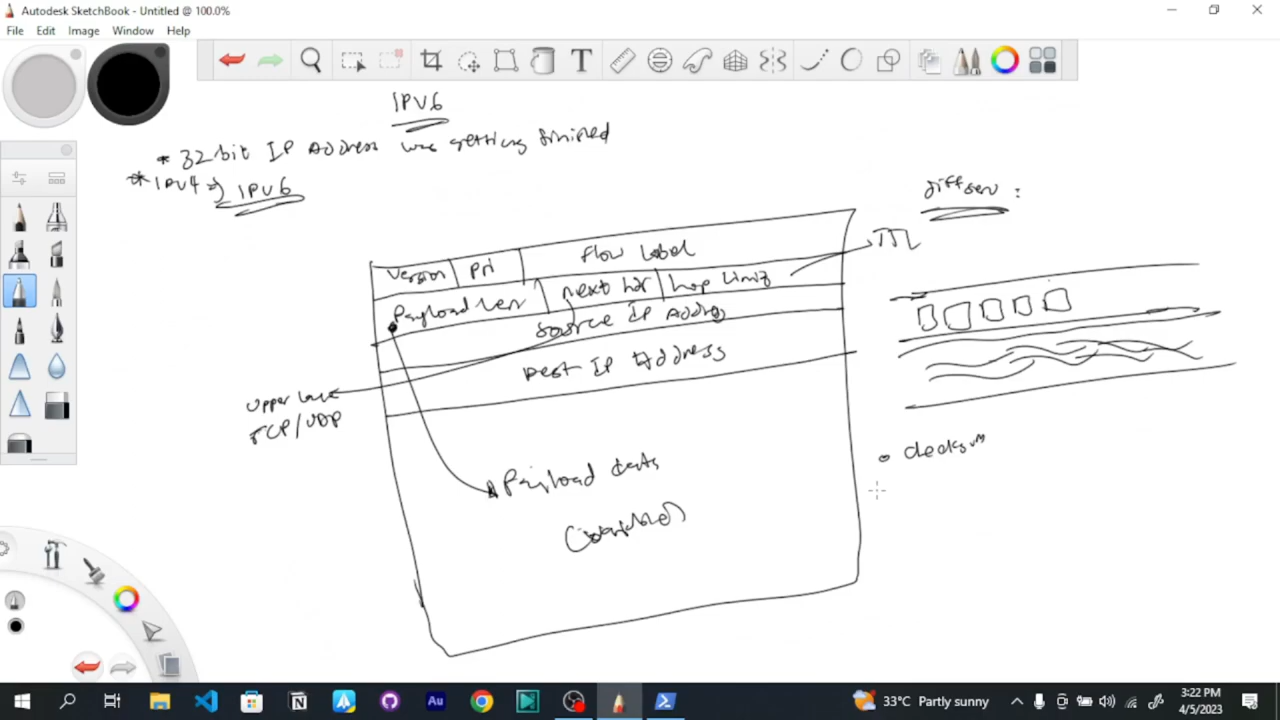 Autodesk SketchBook - Untitled @ 100.0%
File Edit Image Window Help
IPV6
* 32 bit IP Address was getting finished
* IPV4 => IPV6
differen :
Version Pri Flow Label
TTL
Payload len next hdr hop limit
Source IP Address
Dest IP Address
Upper Laye
TCP/UDP
• checksum
Payload data
33°C Partly sunny
3:22 PM
4/5/2023